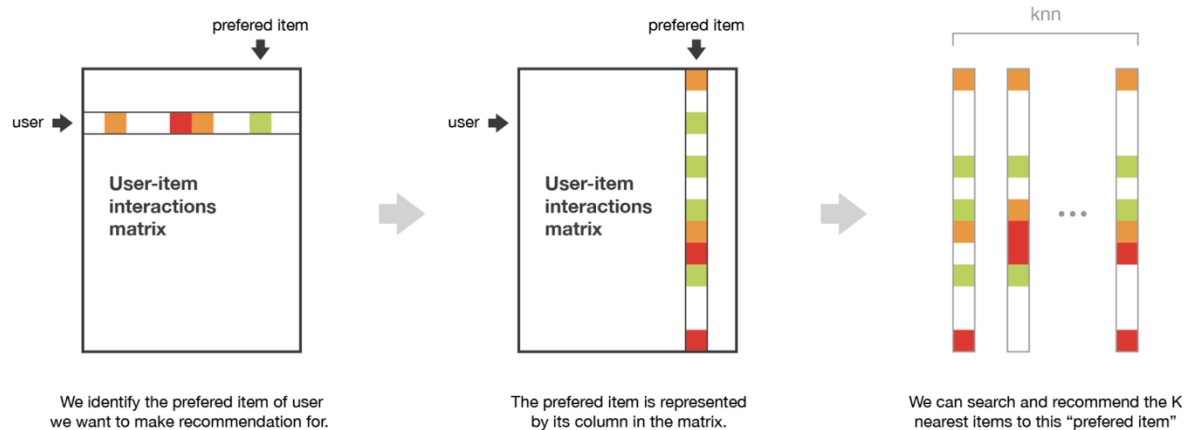 prefered item
user
User-item
interactions
matrix
We identify the prefered item of user
we want to make recommendation for.
prefered item
user
User-item
interactions
matrix
The prefered item is represented
by its column in the matrix.
knn
We can search and recommend the K
nearest items to this “prefered item”